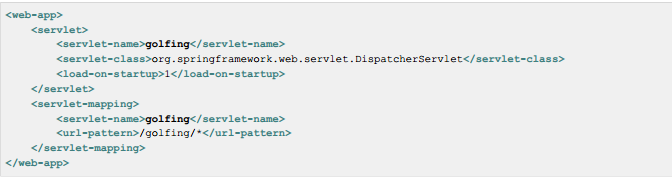 <web-app>
<servlet>
<servlet-name>golfing</servlet-name>
<servlet-class>org.springframework.web.servlet.DispatcherServlet</servlet-class>
<load-on-startup>1</load-on-startup>
</servlet>
<servlet-mapping>
<servlet-name>golfing</servlet-name>
<url-pattern>/golfing/*</url-pattern>
</servlet-mapping>
</web-app>